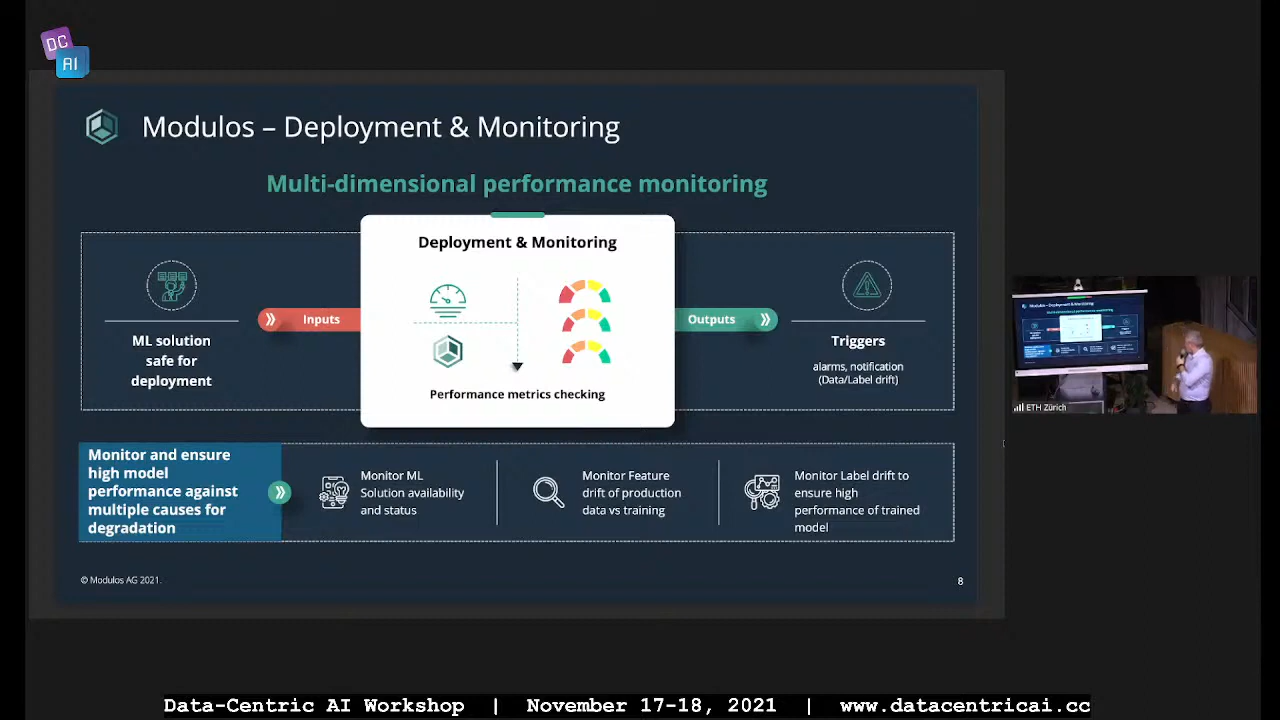 DC
AI
Modulos – Deployment & Monitoring
Multi-dimensional performance monitoring
Deployment & Monitoring
Inputs
Outputs
ML solution
safe for
deployment
Triggers
alarms, notification
(Data/Label drift)
Performance metrics checking
Monitor and ensure
high model
performance against
multiple causes for
degradation
Monitor ML
Solution availability
and status
Monitor Feature
drift of production
data vs training
Monitor Label drift to
ensure high
performance of trained
model
© Modulos AG 2021.
8
Modulos – Deployment & Monitoring
ETH Zürich
Data-Centric AI Workshop | November 17-18, 2021 | www.datacentricai.cc